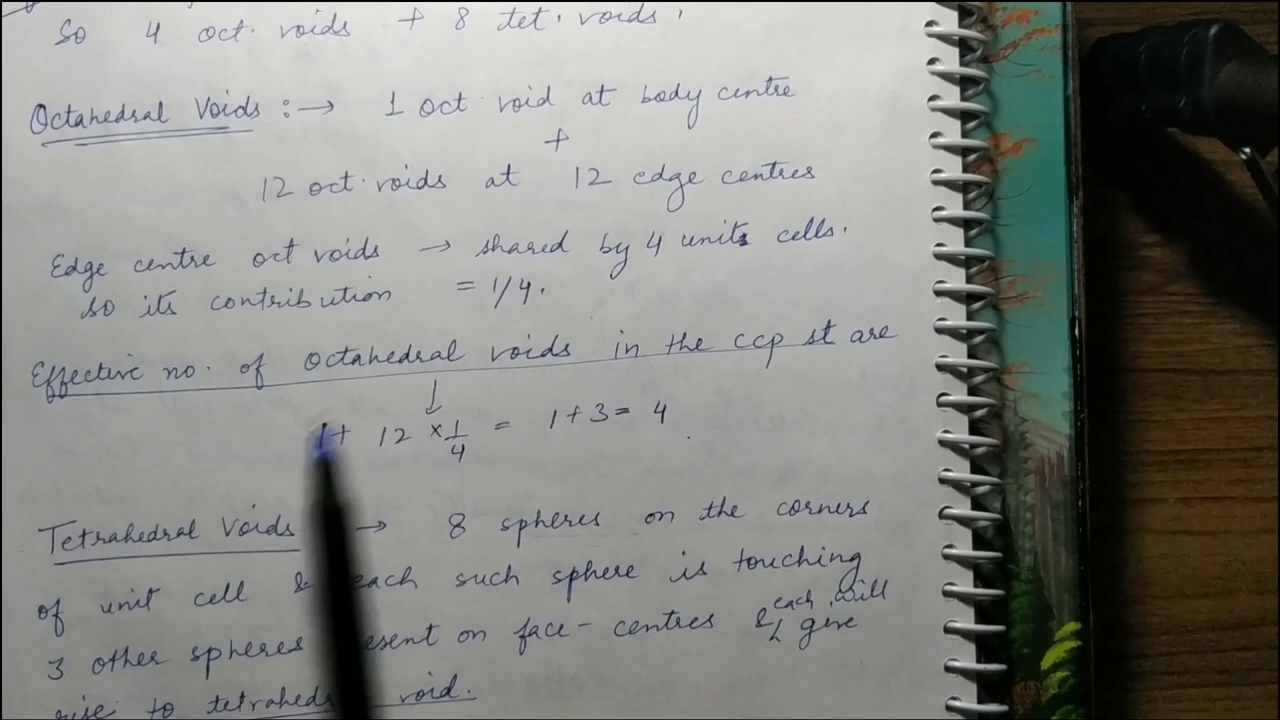 So 4 oct. voids + 8 tet. voids.
Octahedral Voids :→ 1 oct void at body centre
+
12 oct. voids at 12 edge centres
Edge centre oct voids → shared by 4 units cells.
so its contribution = 1/4.
Effective no. of octahedral voids in the ccp st are
↓
1+ 12 × 1/4 = 1+3= 4
Tetrahedral Voids → 8 spheres on the corners
of unit cell & each such sphere is touching
3 other spheres on face-centres & each will give
rise to void.